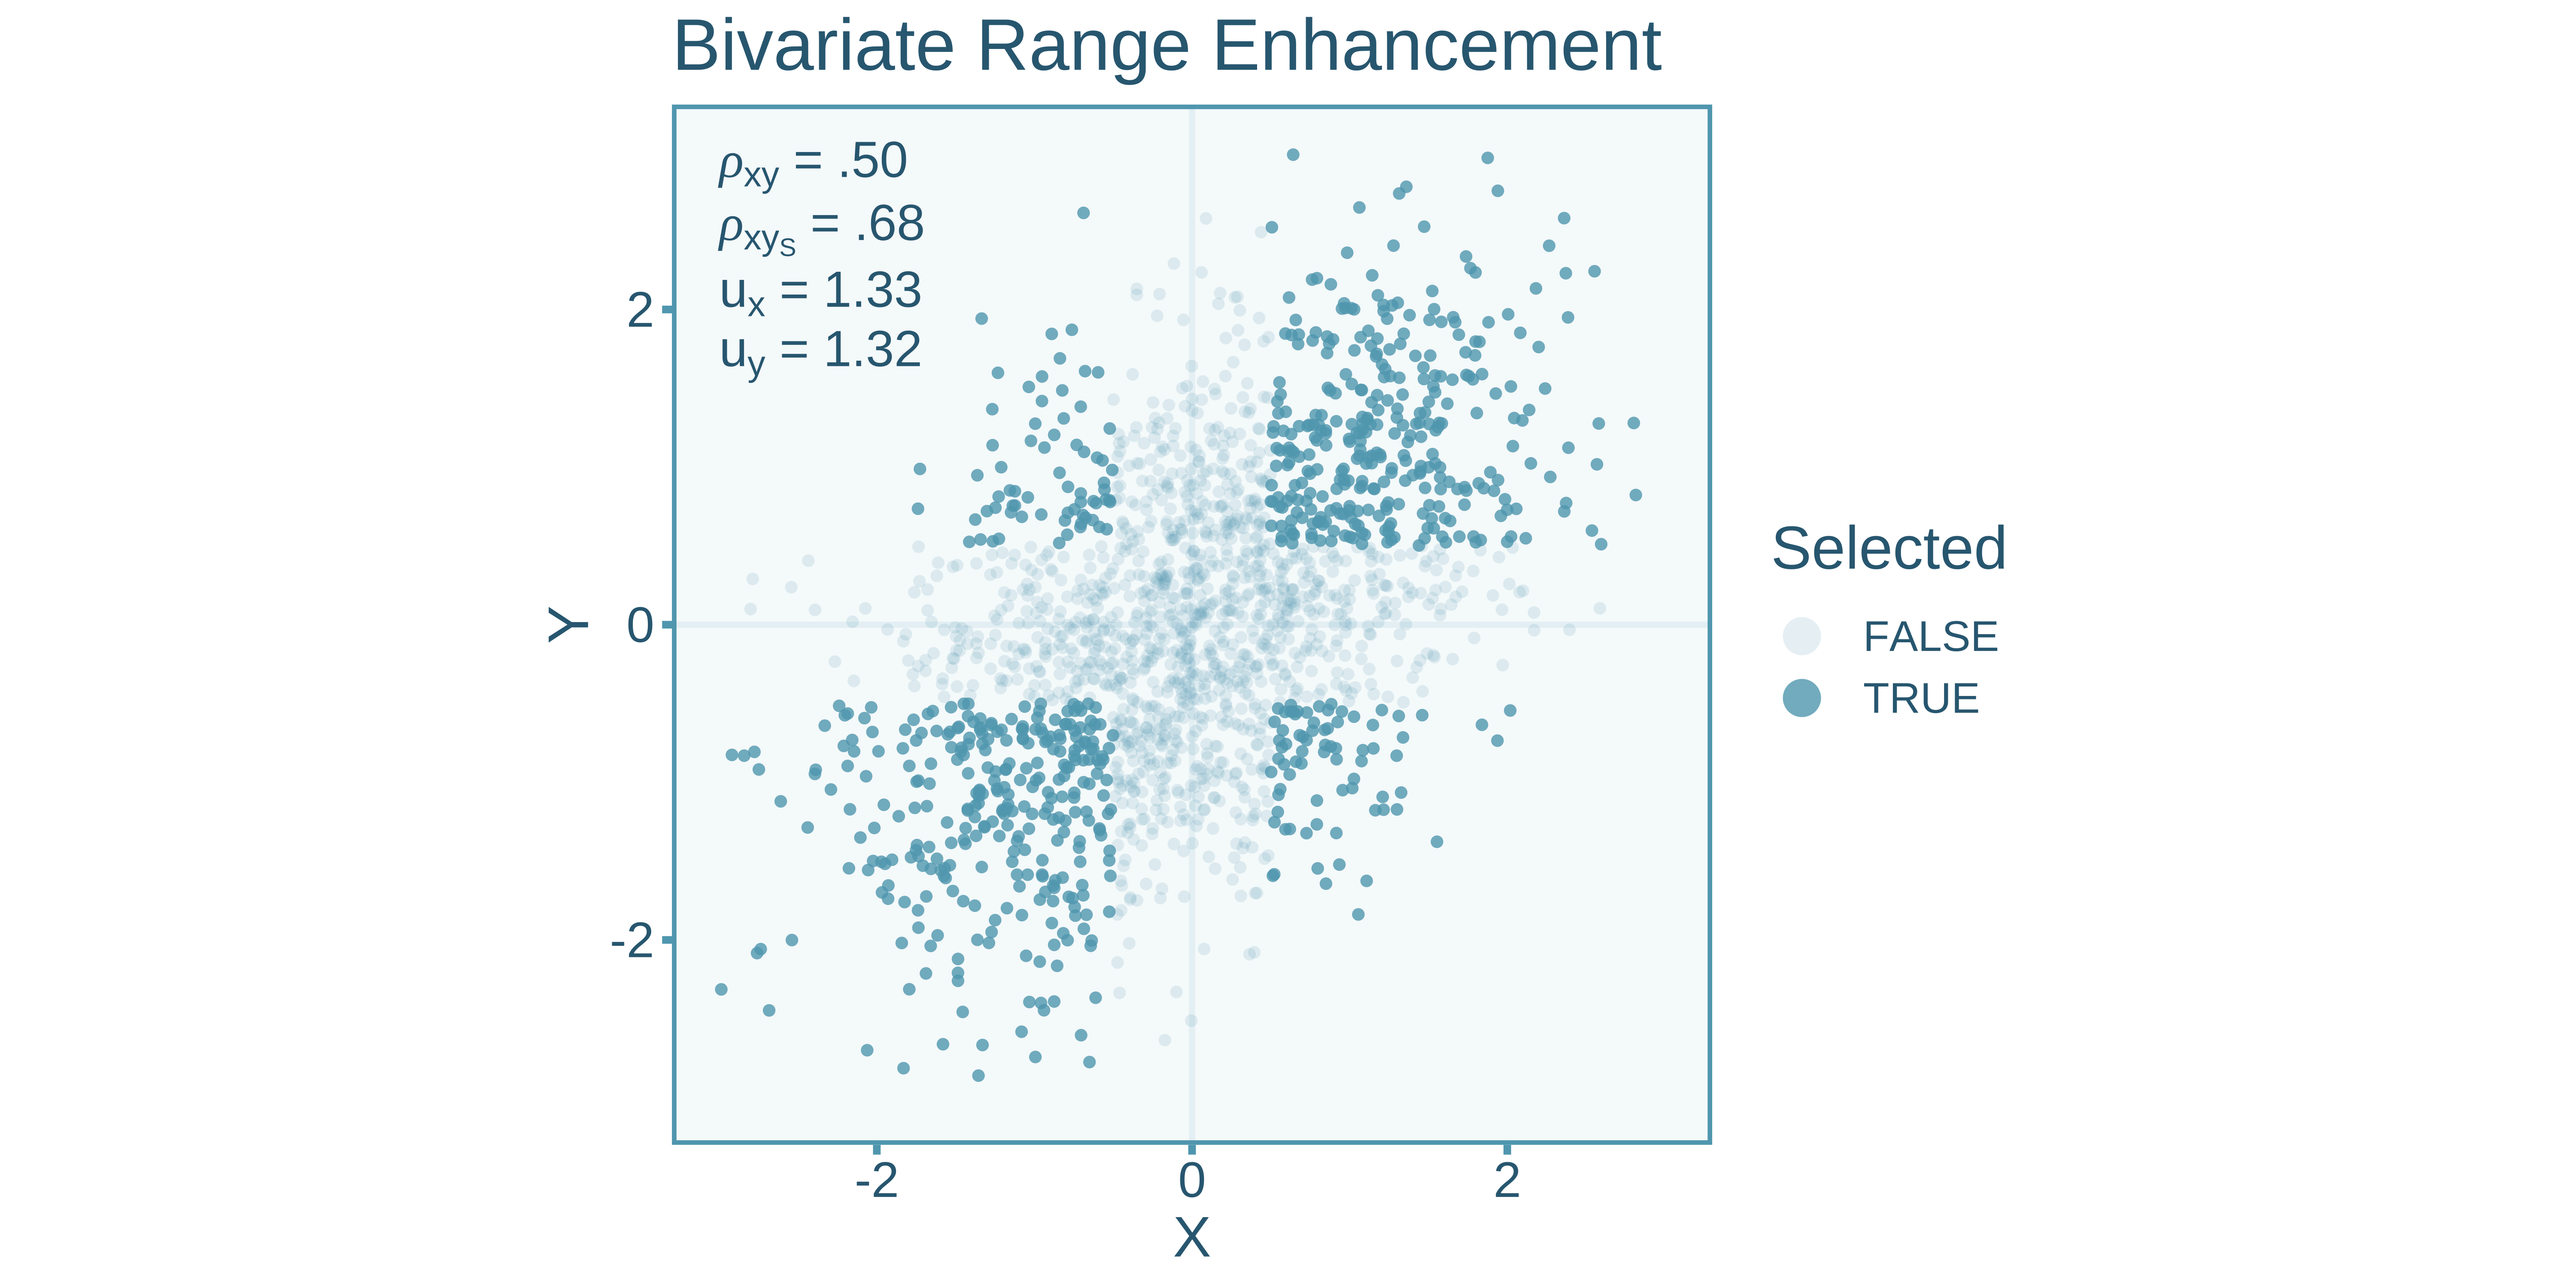 Bivariate Range Enhancement
ρxy = .50
ρxyS = .68
ux = 1.33
uy = 1.32
2
0
-2
Y
-2 0 2
X
Selected
FALSE
TRUE